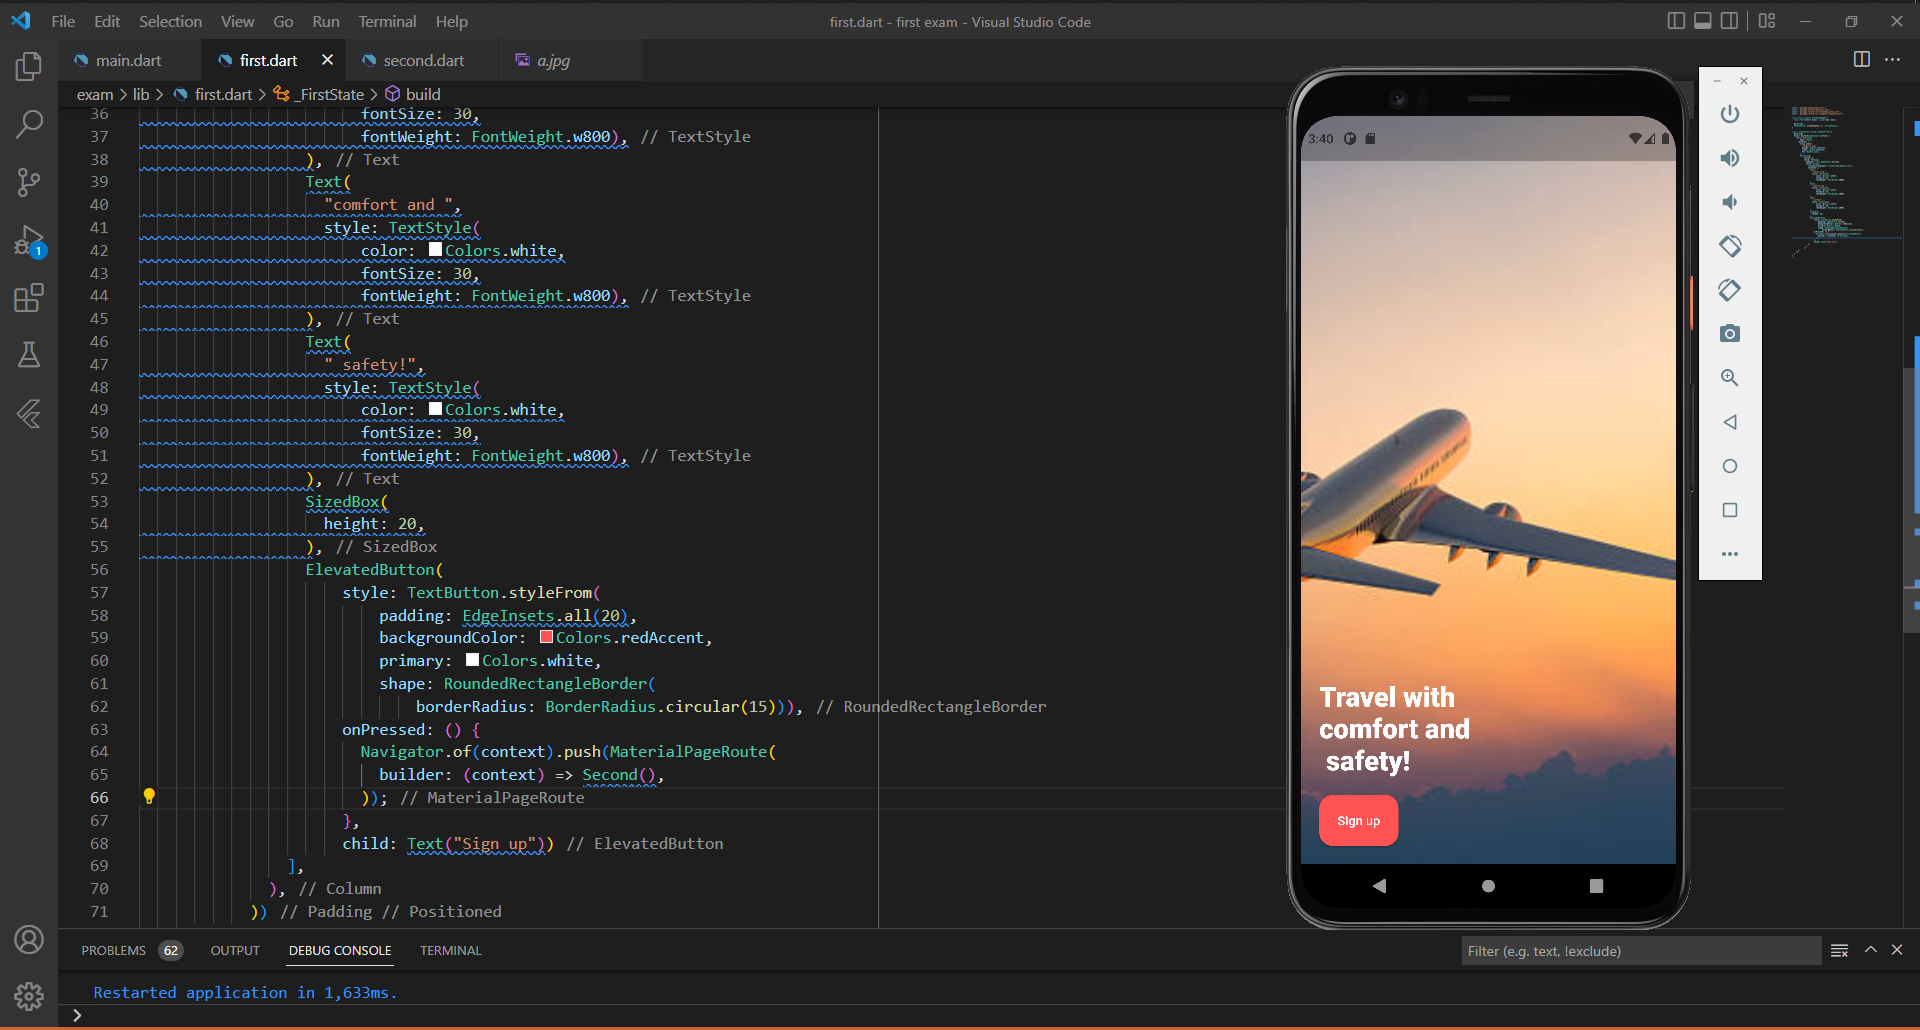 File Edit Selection View Go Run Terminal Help
first.dart - first exam - Visual Studio Code
main.dart
first.dart
second.dart
a.jpg
exam > lib > first.dart > _FirstState > build
36 fontSize: 30,
37 fontWeight: FontWeight.w800), // TextStyle
38 ), // Text
39 Text(
40 "comfort and ",
41 style: TextStyle(
42 color: Colors.white,
43 fontSize: 30,
44 fontWeight: FontWeight.w800), // TextStyle
45 ), // Text
46 Text(
47 " safety!",
48 style: TextStyle(
49 color: Colors.white,
50 fontSize: 30,
51 fontWeight: FontWeight.w800), // TextStyle
52 ), // Text
53 SizedBox(
54 height: 20,
55 ), // SizedBox
56 ElevatedButton(
57 style: TextButton.styleFrom(
58 padding: EdgeInsets.all(20),
59 backgroundColor: Colors.redAccent,
60 primary: Colors.white,
61 shape: RoundedRectangleBorder(
62 borderRadius: BorderRadius.circular(15))), // RoundedRectangleBorder
63 onPressed: () {
64 Navigator.of(context).push(MaterialPageRoute(
65 builder: (context) => Second(),
66 )); // MaterialPageRoute
67 },
68 child: Text("Sign up")) // ElevatedButton
69 ],
70 ), // Column
71 )) // Padding // Positioned
1
3:40
Travel with
comfort and
safety!
Sign up
PROBLEMS 62 OUTPUT DEBUG CONSOLE TERMINAL
Filter (e.g. text, !exclude)
Restarted application in 1,633ms.
>